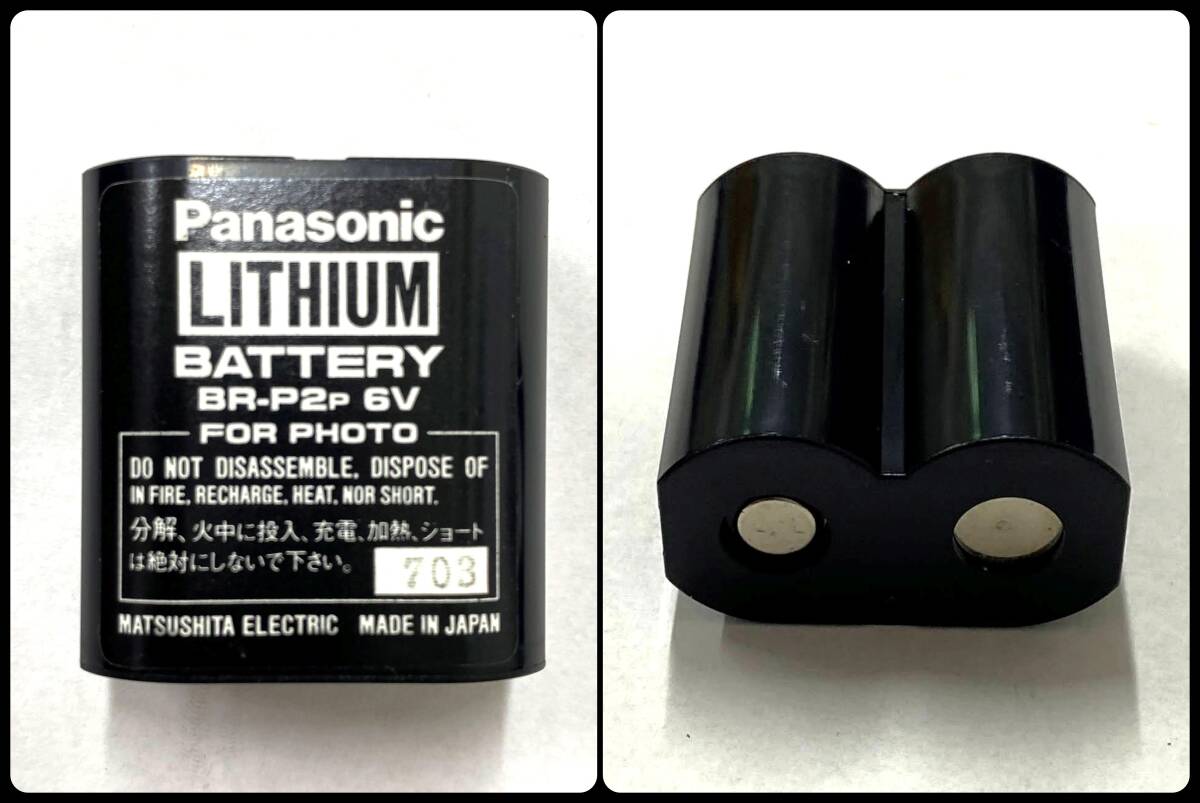 Panasonic
LITHIUM
BATTERY
BR-P2P 6V
FOR PHOTO
DO NOT DISASSEMBLE, DISPOSE OF
IN FIRE, RECHARGE, HEAT, NOR SHORT.
分解、火中に投入、充電、加熱、ショート
は絶対にしないで下さい。
703
MATSUSHITA ELECTRIC MADE IN JAPAN